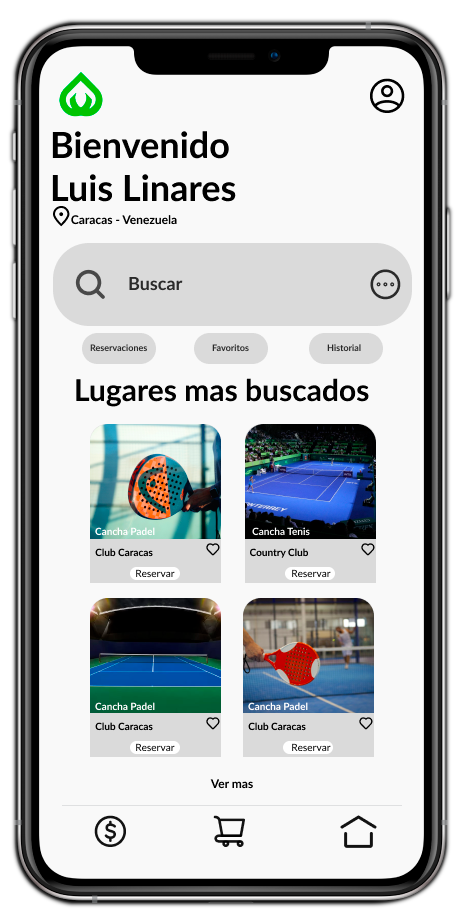 Bienvenido
Luis Linares
Caracas - Venezuela
Buscar
Reservaciones
Favoritos
Historial
Lugares mas buscados
Cancha Padel
Club Caracas
Reservar
MONTERREY
Cancha Tenis
Country Club
Reservar
Cancha Padel
Club Caracas
Reservar
Cancha Padel
Club Caracas
Reservar
Ver mas
$